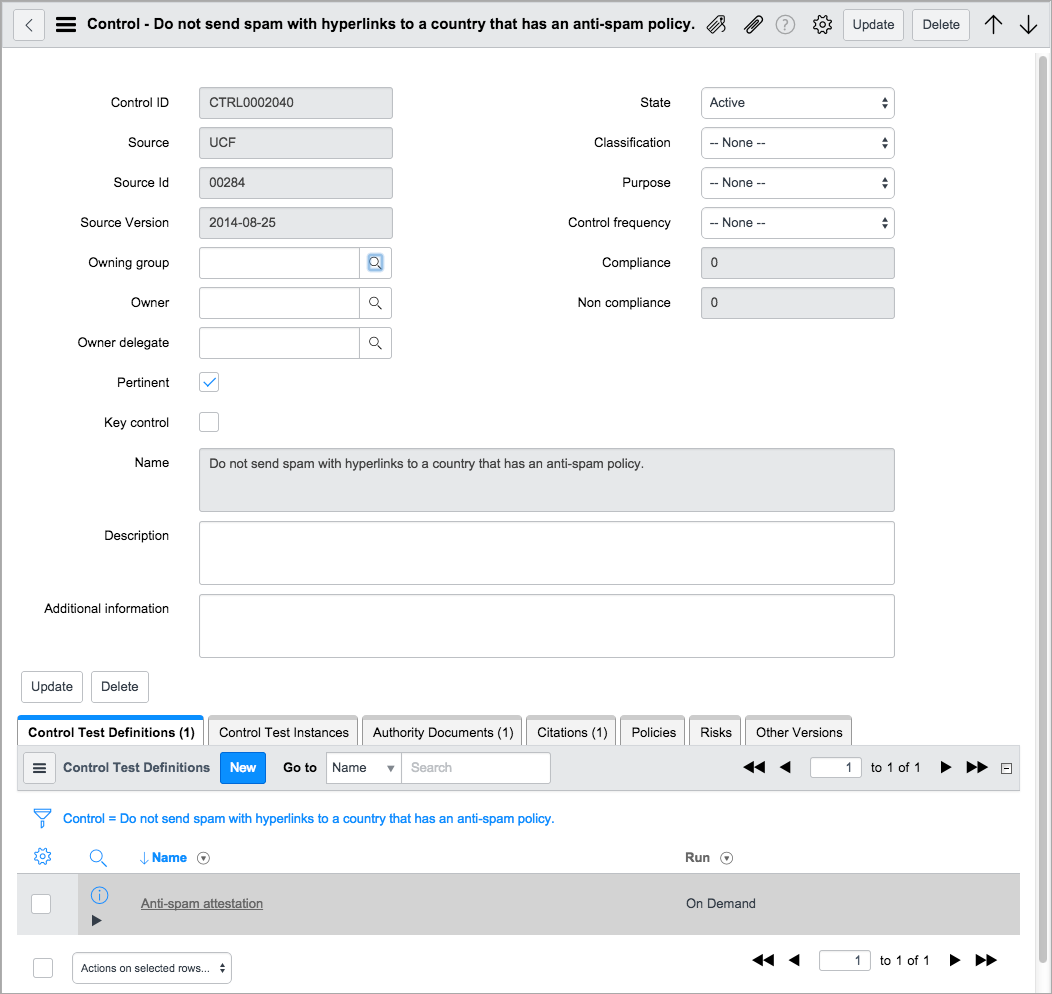 Control - Do not send spam with hyperlinks to a country that has an anti-spam policy. ? Update Delete
Control ID CTRL0002040 State Active
Source UCF Classification -- None --
Source Id 00284 Purpose -- None --
Source Version 2014-08-25 Control frequency -- None --
Owning group Compliance 0
Owner Non compliance 0
Owner delegate
Pertinent
Key control
Name Do not send spam with hyperlinks to a country that has an anti-spam policy.
Description
Additional information
Update Delete
Control Test Definitions (1) Control Test Instances Authority Documents (1) Citations (1) Policies Risks Other Versions
Control Test Definitions New Go to Name Search 1 to 1 of 1
Control = Do not send spam with hyperlinks to a country that has an anti-spam policy.
Name Run
Anti-spam attestation On Demand
Actions on selected rows... 1 to 1 of 1